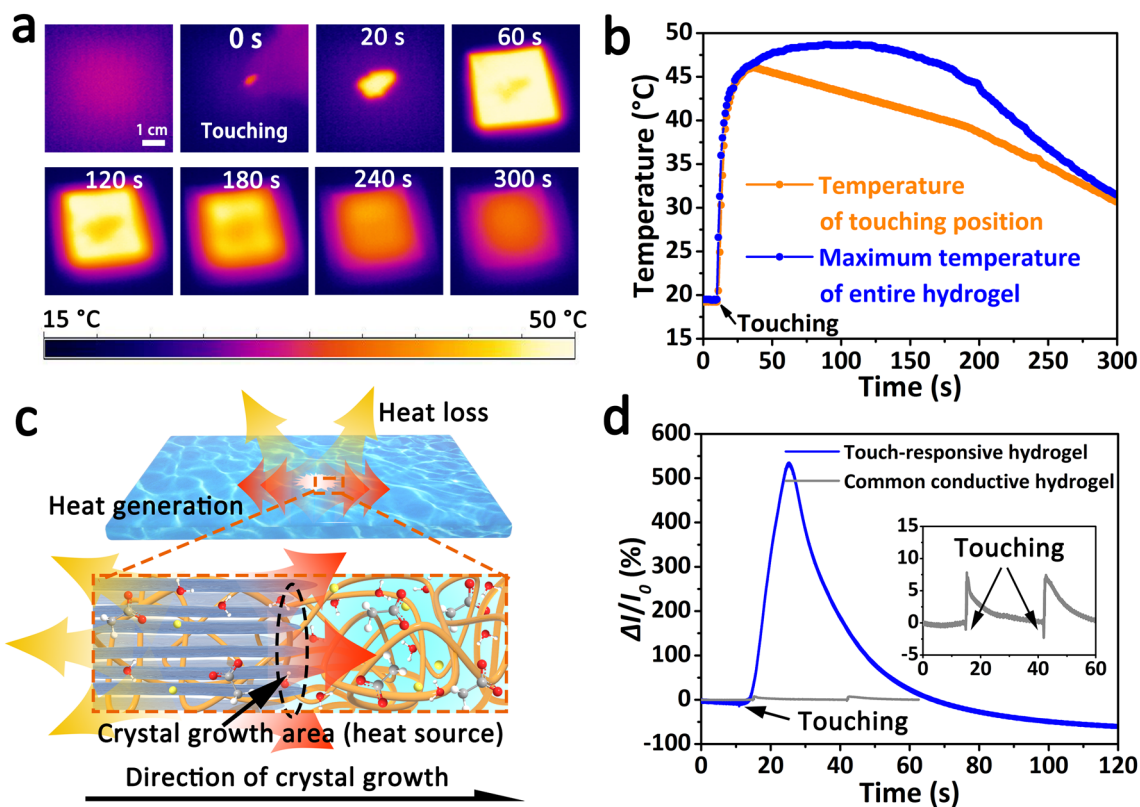 a
0 s
20 s
60 s
1 cm
Touching
120 s
180 s
240 s
300 s
15 °C
50 °C
b
50
45
40
35
30
25
20
15
Temperature (°C)
Temperature
of touching position
Maximum temperature
of entire hydrogel
Touching
0
50
100
150
200
250
300
Time (s)
c
Heat loss
Heat generation
Crystal growth area (heat source)
Direction of crystal growth
d
600
500
400
300
200
100
0
-100
ΔI/I₀ (%)
Touch-responsive hydrogel
Common conductive hydrogel
15
10
5
0
-5
Touching
0
20
40
60
Touching
0
20
40
60
80
100
120
Time (s)